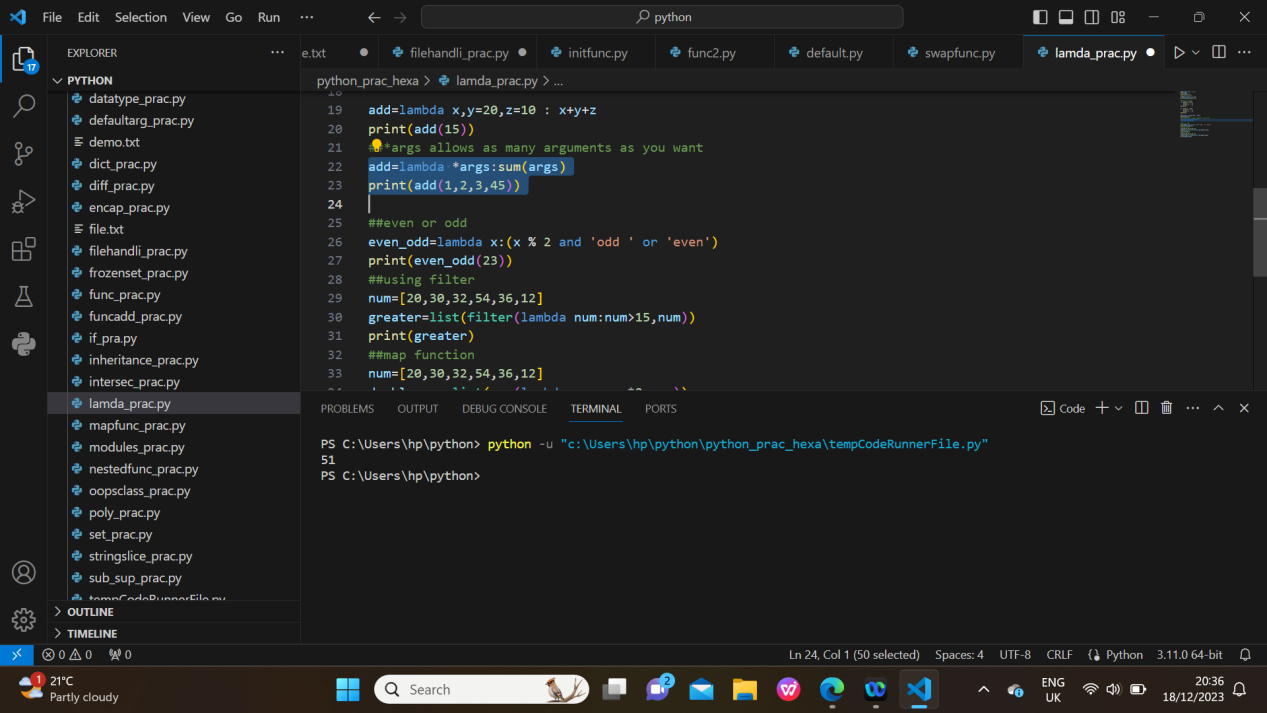 File Edit Selection View Go Run ··· python
EXPLORER ···
PYTHON
datatype_prac.py
defaultarg_prac.py
demo.txt
dict_prac.py
diff_prac.py
encap_prac.py
file.txt
filehandli_prac.py
frozenset_prac.py
func_prac.py
funcadd_prac.py
if_pra.py
inheritance_prac.py
intersec_prac.py
lamda_prac.py
mapfunc_prac.py
modules_prac.py
nestedfunc_prac.py
oopsclass_prac.py
poly_prac.py
set_prac.py
stringslice_prac.py
sub_sup_prac.py
tempCodeRunnerFile.py
OUTLINE
TIMELINE
17
e.txt filehandli_prac.py initfunc.py func2.py default.py swapfunc.py lamda_prac.py ···
python_prac_hexa > lamda_prac.py > ...
18
19 add=lambda x,y=20,z=10 : x+y+z
20 print(add(15))
21 ##*args allows as many arguments as you want
22 add=lambda *args:sum(args)
23 print(add(1,2,3,45))
24
25 ##even or odd
26 even_odd=lambda x:(x % 2 and 'odd ' or 'even')
27 print(even_odd(23))
28 ##using filter
29 num=[20,30,32,54,36,12]
30 greater=list(filter(lambda num:num>15,num))
31 print(greater)
32 ##map function
33 num=[20,30,32,54,36,12]
PROBLEMS OUTPUT DEBUG CONSOLE TERMINAL PORTS Code ···
PS C:\Users\hp\python> python -u "c:\Users\hp\python\python_prac_hexa\tempCodeRunnerFile.py"
51
PS C:\Users\hp\python>
0 0 0 Ln 24, Col 1 (50 selected) Spaces: 4 UTF-8 CRLF Python 3.11.0 64-bit
1 21°C
Partly cloudy
Search
2
ENG
UK
20:36
18/12/2023